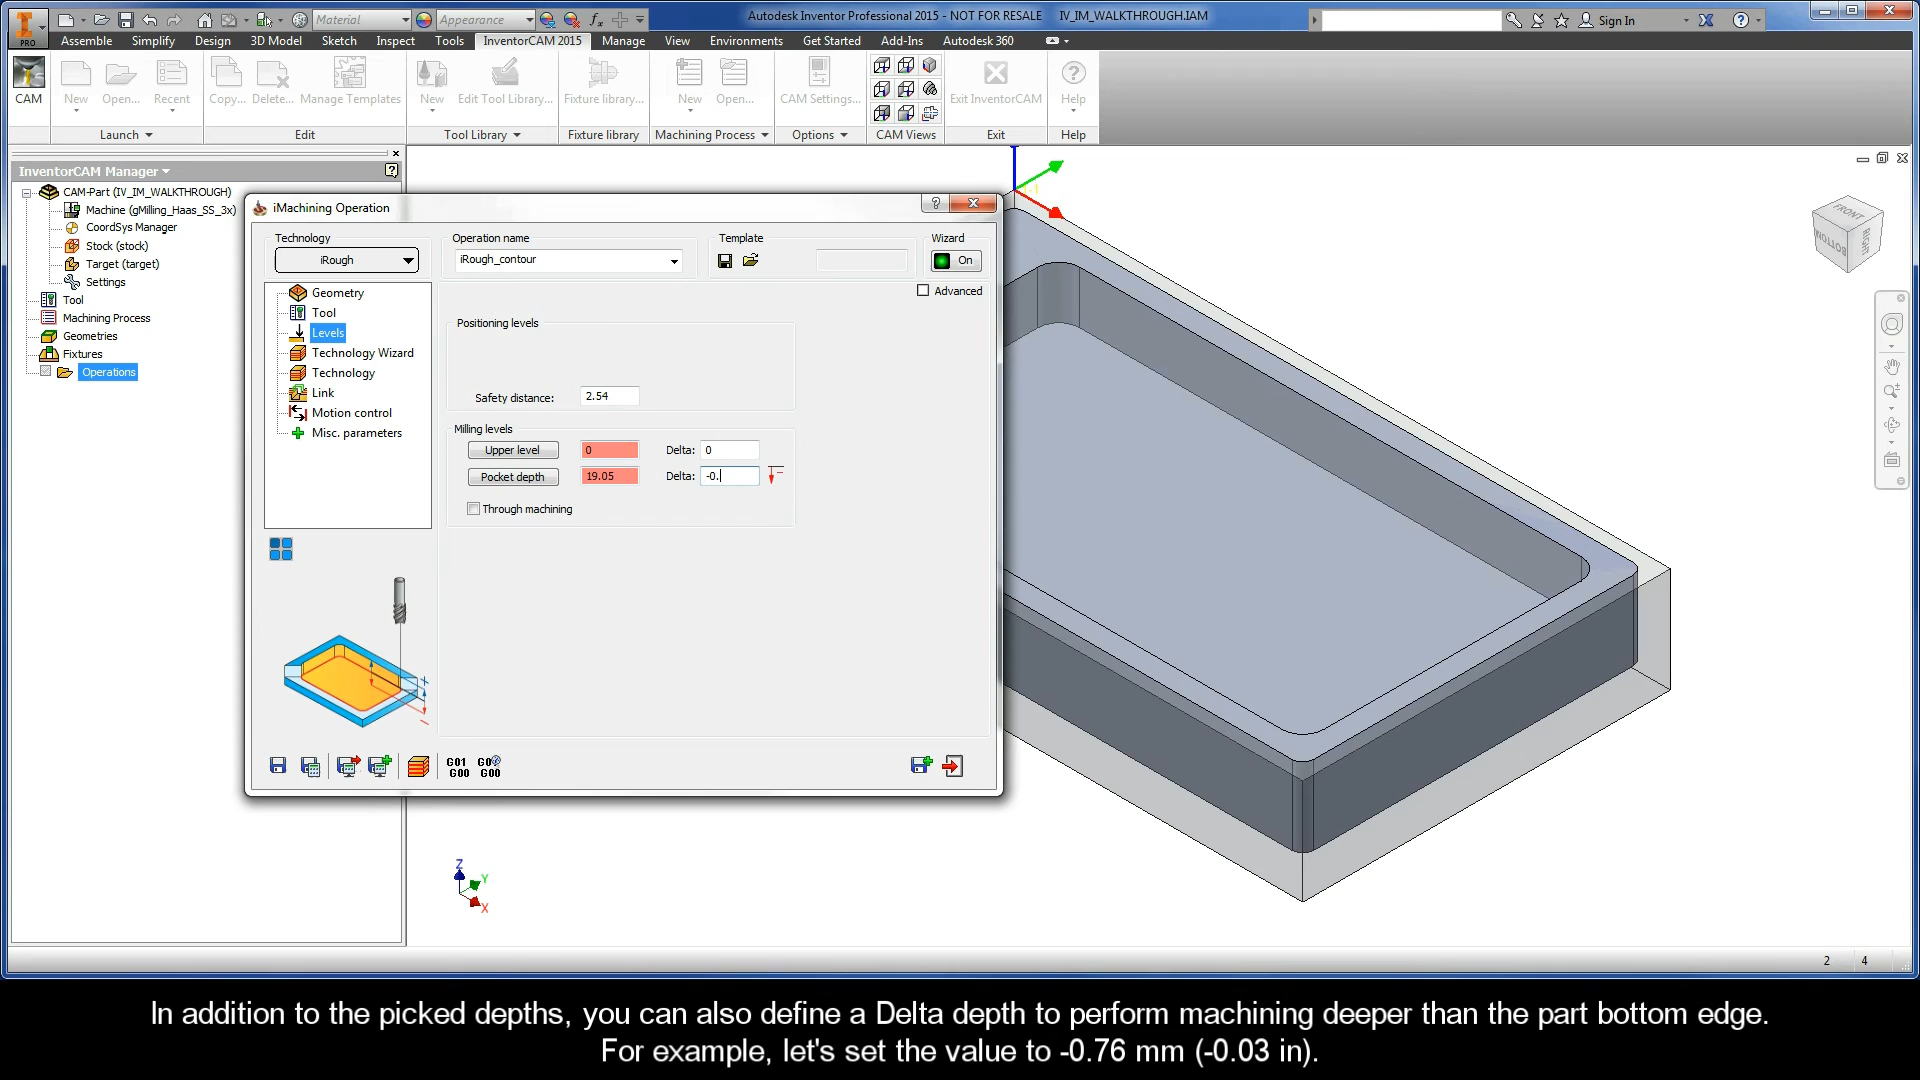 Material
Appearance
Autodesk Inventor Professional 2015 - NOT FOR RESALE IV_IM_WALKTHROUGH.IAM
Sign In
PRO
Assemble Simplify Design 3D Model Sketch Inspect Tools InventorCAM 2015 Manage View Environments Get Started Add-Ins Autodesk 360
CAM New Open... Recent Copy... Delete... Manage Templates New Edit Tool Library... Fixture library... New Open... CAM Settings... Exit InventorCAM Help
Launch Edit Tool Library Fixture library Machining Process Options CAM Views Exit Help
InventorCAM Manager
CAM-Part (IV_IM_WALKTHROUGH)
Machine (gMilling_Haas_SS_3x)
CoordSys Manager
Stock (stock)
Target (target)
Settings
Tool
Machining Process
Geometries
Fixtures
Operations
iMachining Operation
Technology Operation name Template Wizard
iRough iRough_contour On
Advanced
Geometry
Tool
Levels
Technology Wizard
Technology
Link
Motion control
Misc. parameters
Positioning levels
Safety distance: 2.54
Milling levels
Upper level 0 Delta: 0
Pocket depth 19.05 Delta: -0.
Through machining
G01 G0
G00 G00
FRONT
BOTTOM
RIGHT
Z
Y
X
2 4
In addition to the picked depths, you can also define a Delta depth to perform machining deeper than the part bottom edge.
For example, let's set the value to -0.76 mm (-0.03 in).